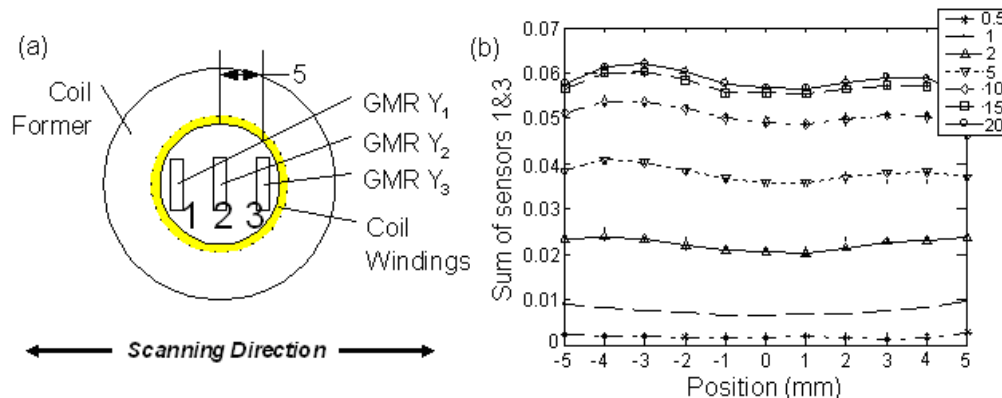 (a)
5
Coil
Former
GMR Y1
GMR Y2
GMR Y3
1 2 3
Coil
Windings
Scanning Direction
(b)
Sum of sensors 1&3
0.07
0.06
0.05
0.04
0.03
0.02
0.01
0
-5 -4 -3 -2 -1 0 1 2 3 4 5
Position (mm)
0.5
1
2
5
10
15
20